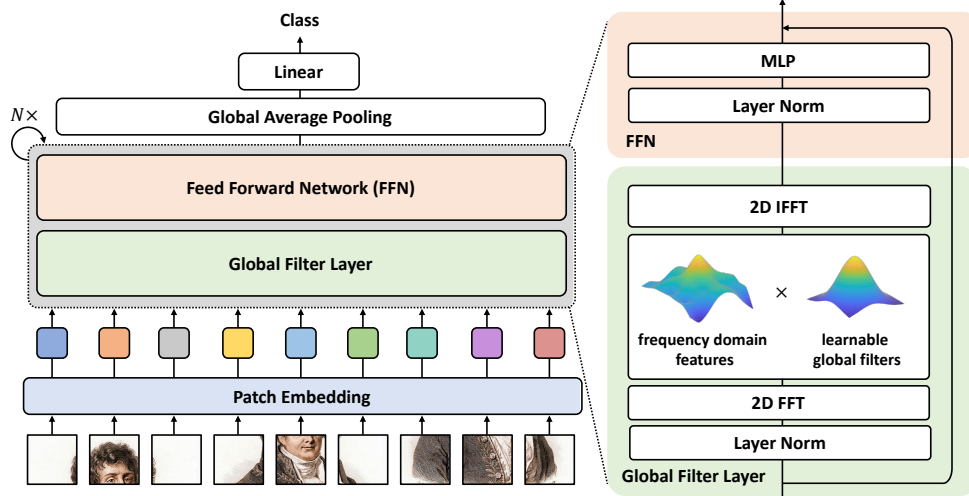 Class
Linear
Global Average Pooling
N×
Feed Forward Network (FFN)
Global Filter Layer
Patch Embedding
MLP
Layer Norm
FFN
2D IFFT
×
frequency domain
features
learnable
global filters
2D FFT
Layer Norm
Global Filter Layer